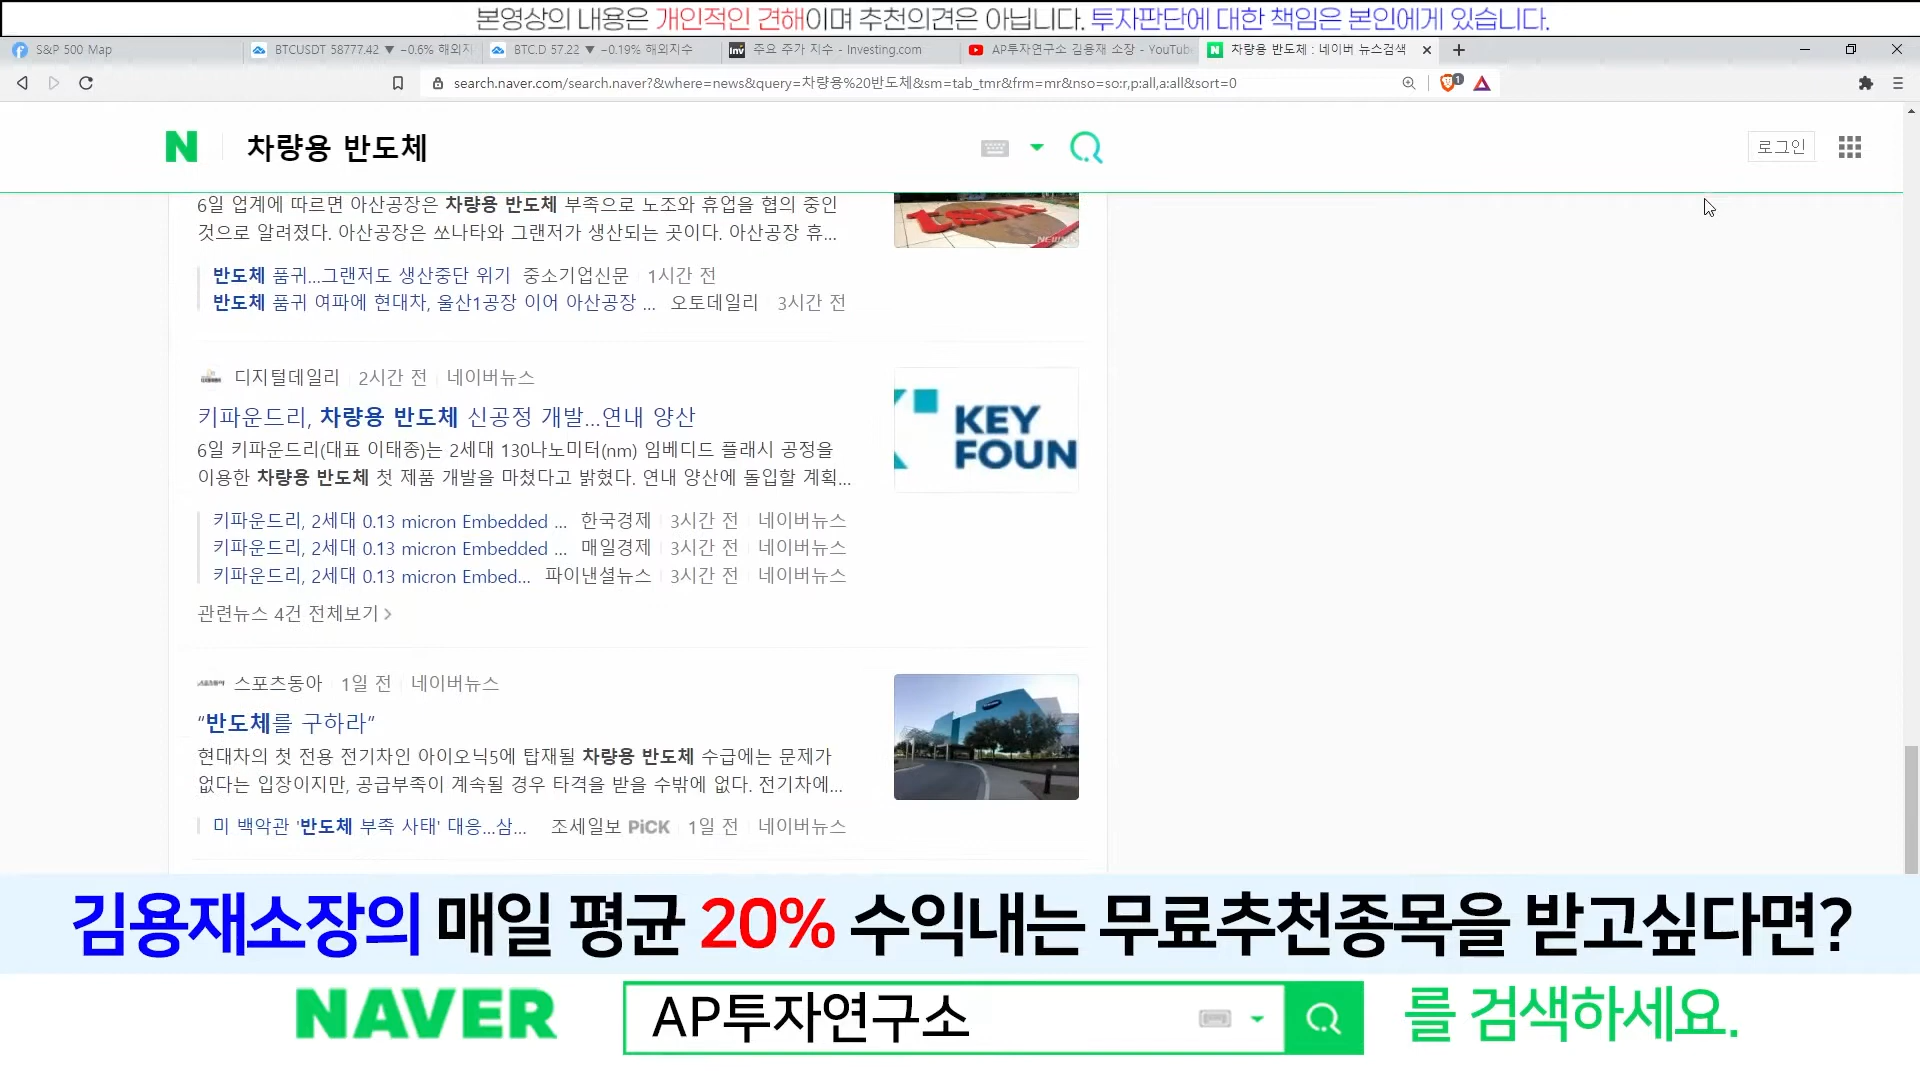 본영상의 내용은 개인적인 견해이며 추천의견은 아닙니다. 투자판단에 대한 책임은 본인에게 있습니다.
S&P 500 Map
BTCUSDT 58777.42 ▼ −0.6% 해외지
BTC.D 57.22 ▼ −0.19% 해외지수
Inv 주요 주가 지수 - Investing.com
AP투자연구소 김용재 소장 - YouTube
N 차량용 반도체 : 네이버 뉴스검색
search.naver.com/search.naver?&where=news&query=차량용%20반도체&sm=tab_tmr&frm=mr&nso=so:r,p:all,a:all&sort=0
1
N 차량용 반도체
로그인
6일 업계에 따르면 아산공장은 차량용 반도체 부족으로 노조와 휴업을 협의 중인
것으로 알려졌다. 아산공장은 쏘나타와 그랜저가 생산되는 곳이다. 아산공장 휴...
반도체 품귀...그랜저도 생산중단 위기 중소기업신문 1시간 전
반도체 품귀 여파에 현대차, 울산1공장 이어 아산공장 ... 오토데일리 3시간 전
디지털데일리 2시간 전 네이버뉴스
키파운드리, 차량용 반도체 신공정 개발...연내 양산
6일 키파운드리(대표 이태종)는 2세대 130나노미터(nm) 임베디드 플래시 공정을
이용한 차량용 반도체 첫 제품 개발을 마쳤다고 밝혔다. 연내 양산에 돌입할 계획...
KEY
FOUN
키파운드리, 2세대 0.13 micron Embedded ... 한국경제 3시간 전 네이버뉴스
키파운드리, 2세대 0.13 micron Embedded ... 매일경제 3시간 전 네이버뉴스
키파운드리, 2세대 0.13 micron Embed... 파이낸셜뉴스 3시간 전 네이버뉴스
관련뉴스 4건 전체보기
스포츠동아 1일 전 네이버뉴스
“반도체를 구하라”
현대차의 첫 전용 전기차인 아이오닉5에 탑재될 차량용 반도체 수급에는 문제가
없다는 입장이지만, 공급부족이 계속될 경우 타격을 받을 수밖에 없다. 전기차에...
미 백악관 '반도체 부족 사태' 대응...삼... 조세일보 PiCK 1일 전 네이버뉴스
김용재소장의 매일 평균 20% 수익내는 무료추천종목을 받고싶다면?
NAVER AP투자연구소 를 검색하세요.